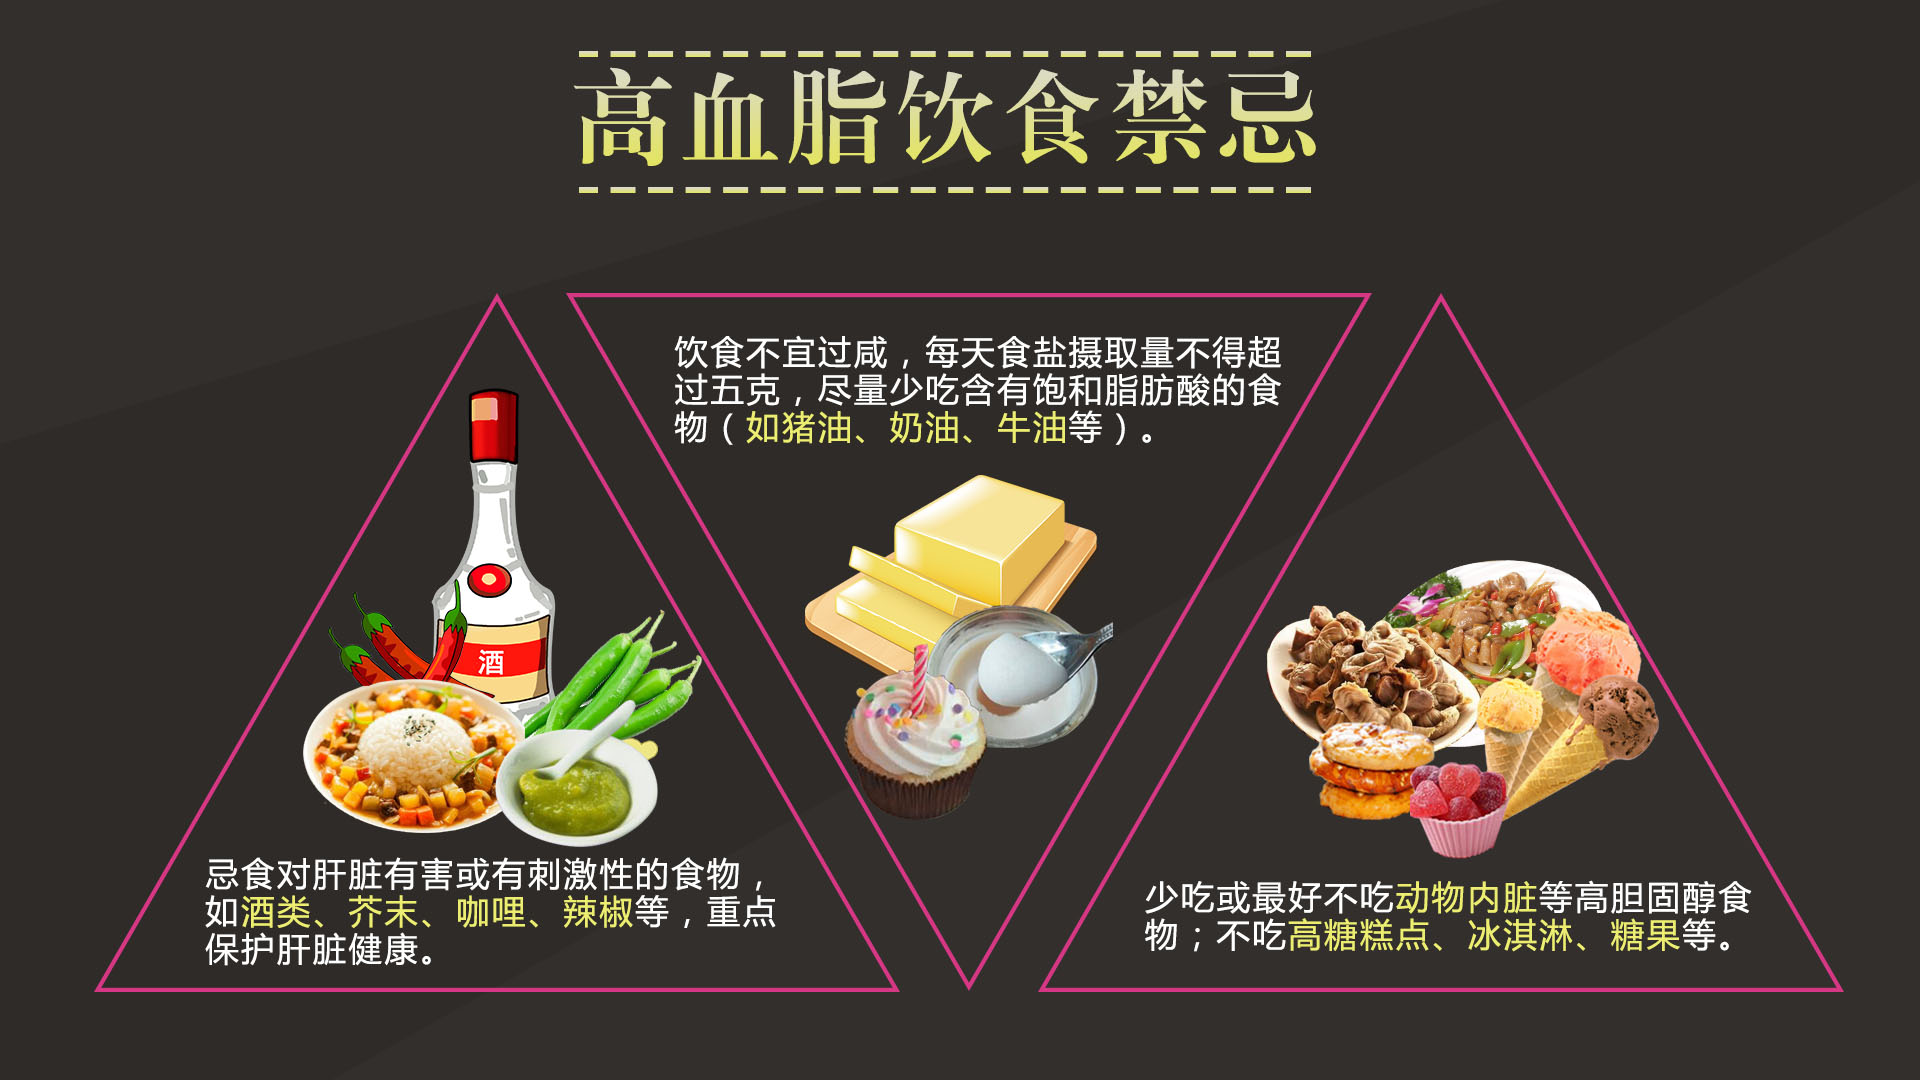 高血脂饮食禁忌
饮食不宜过咸，每天食盐摄取量不得超
过五克，尽量少吃含有饱和脂肪酸的食
物（如猪油、奶油、牛油等）。
酒
忌食对肝脏有害或有刺激性的食物，
如酒类、芥末、咖哩、辣椒等，重点
保护肝脏健康。
少吃或最好不吃动物内脏等高胆固醇食
物；不吃高糖糕点、冰淇淋、糖果等。